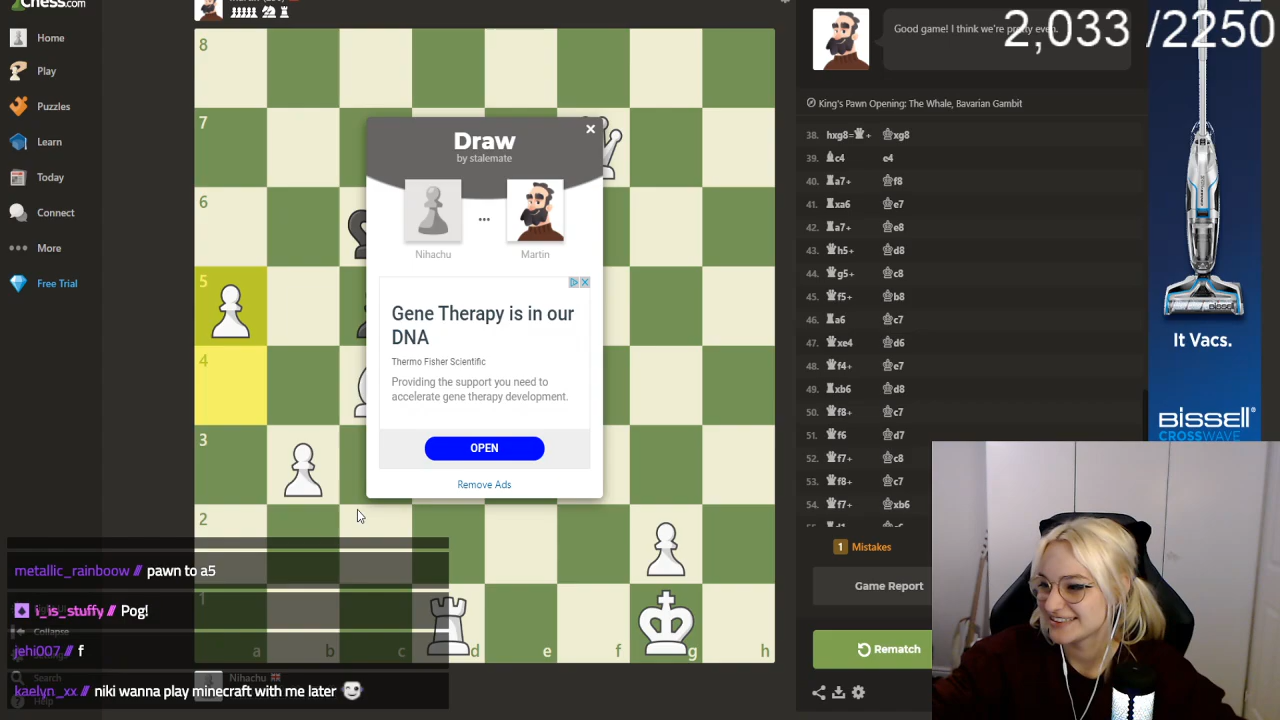 Chess.com
Home
Play
Puzzles
Learn
Today
Connect
More
Free Trial
Collapse
Search
Help
8
7
6
5
4
3
2
1
a
b
c
d
e
f
g
h
Draw
by stalemate
Nihachu
Martin
Gene Therapy is in our
DNA
Thermo Fisher Scientific
Providing the support you need to
accelerate gene therapy development.
OPEN
Remove Ads
Nihachu
metallic_rainboow // pawn to a5
i_is_stuffy // Pog!
jehi007 // f
kaelyn_xx // niki wanna play minecraft with me later
Good game! I think we're pretty even.
2,033 /2250
King's Pawn Opening: The Whale, Bavarian Gambit
38. hxg8=+ xg8
39. c4 e4
40. a7+ f8
41. xa6 e7
42. a7+ e8
43. h5+ d8
44. g5+ c8
45. f5+ b8
46. a6 c7
47. xe4 d6
48. f4+ e7
49. xb6 d8
50. f8+ c7
51. f6 d7
52. f7+ c8
53. f8+ c7
54. f7+ xb6
1 Mistakes
Game Report
Rematch
It Vacs.
BISSELL
CROSSWAVE